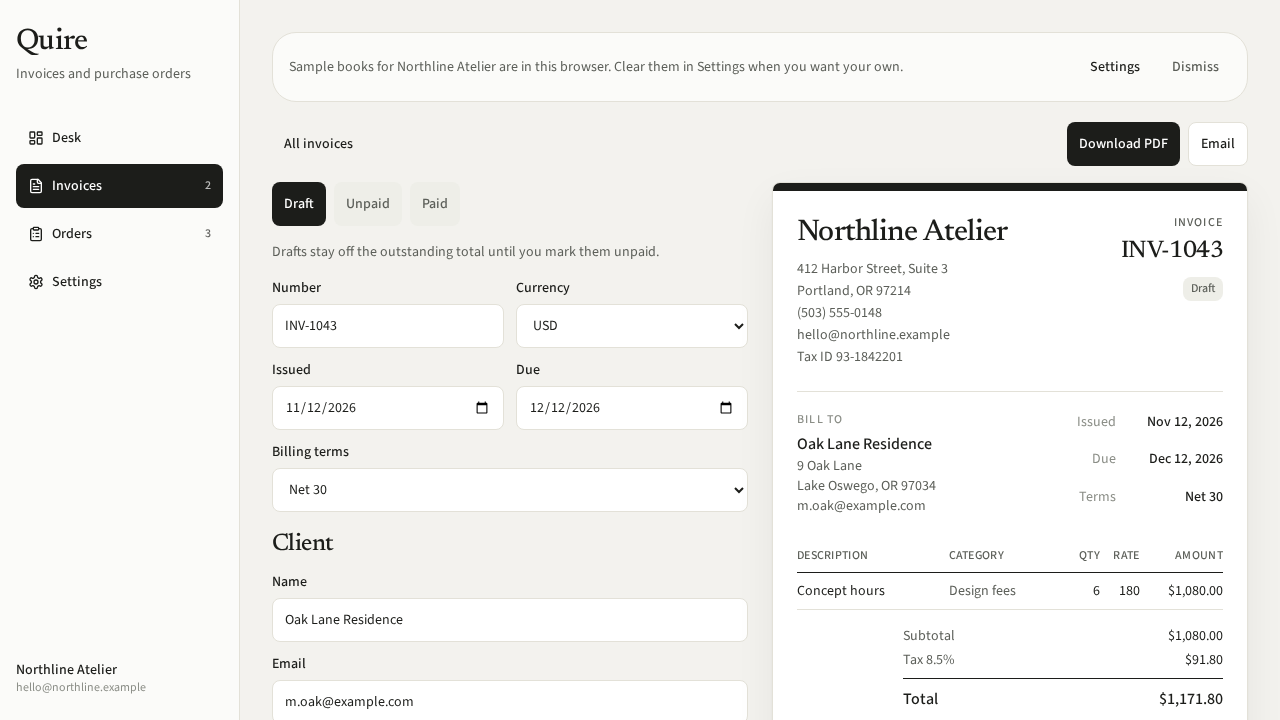 Quire
Invoices and purchase orders
Desk
Invoices 2
Orders 3
Settings
Northline Atelier
hello@northline.example
Sample books for Northline Atelier are in this browser. Clear them in Settings when you want your own.
Settings
Dismiss
All invoices
Download PDF
Email
Draft
Unpaid
Paid
Drafts stay off the outstanding total until you mark them unpaid.
Number
INV-1043
Currency
USD
Issued
11/12/2026
Due
12/12/2026
Billing terms
Net 30
Client
Name
Oak Lane Residence
Email
m.oak@example.com
Northline Atelier
412 Harbor Street, Suite 3
Portland, OR 97214
(503) 555-0148
hello@northline.example
Tax ID 93-1842201
INVOICE
INV-1043
Draft
BILL TO
Oak Lane Residence
9 Oak Lane
Lake Oswego, OR 97034
m.oak@example.com
Issued Nov 12, 2026
Due Dec 12, 2026
Terms Net 30
DESCRIPTION CATEGORY QTY RATE AMOUNT
Concept hours Design fees 6 180 $1,080.00
Subtotal $1,080.00
Tax 8.5% $91.80
Total $1,171.80